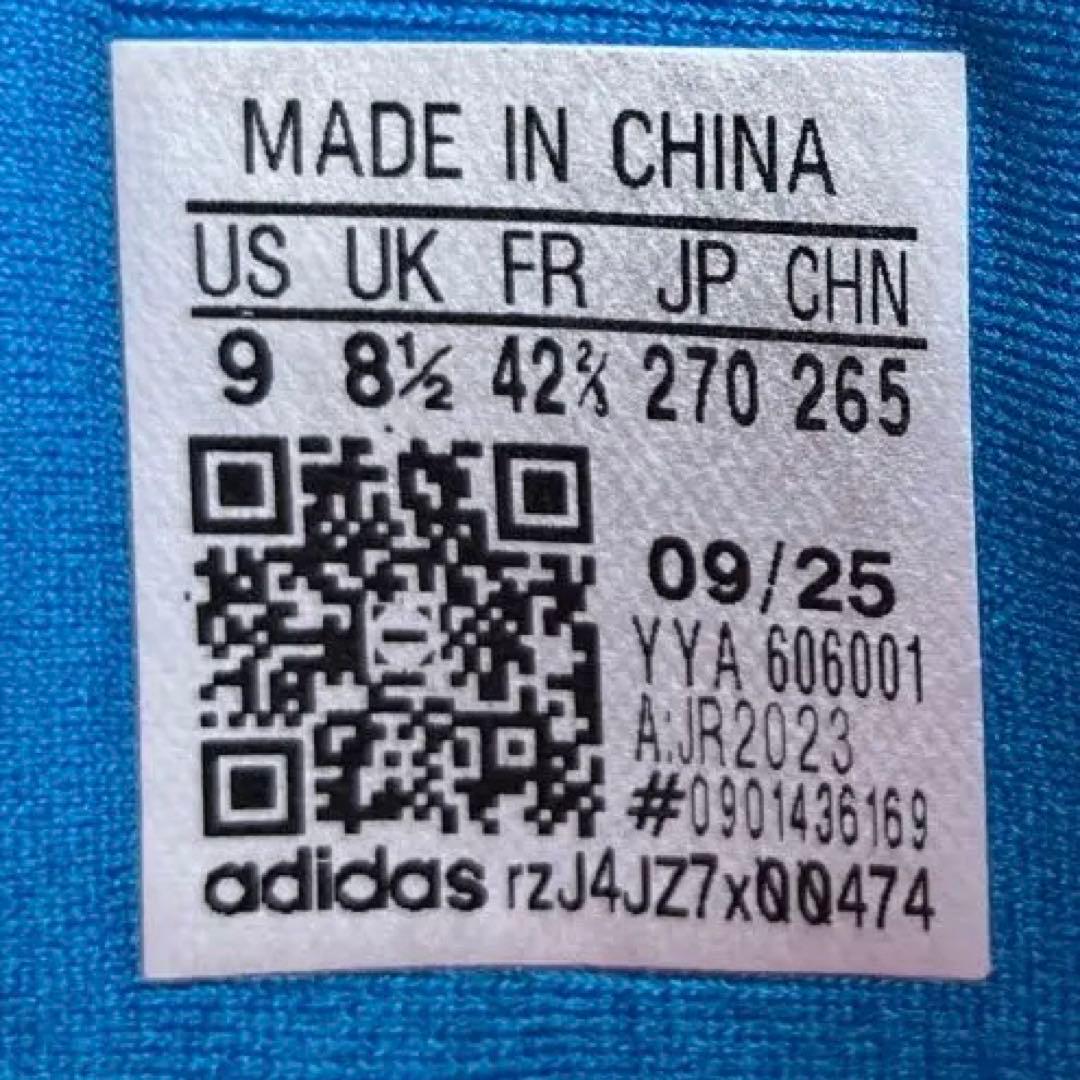 MADE IN CHINA
US UK FR JP CHN
9 8½ 42⅔ 270 265
09/25
YYA 606001
A:JR2023
#0901436169
adidas rzJ4JZ7x00474